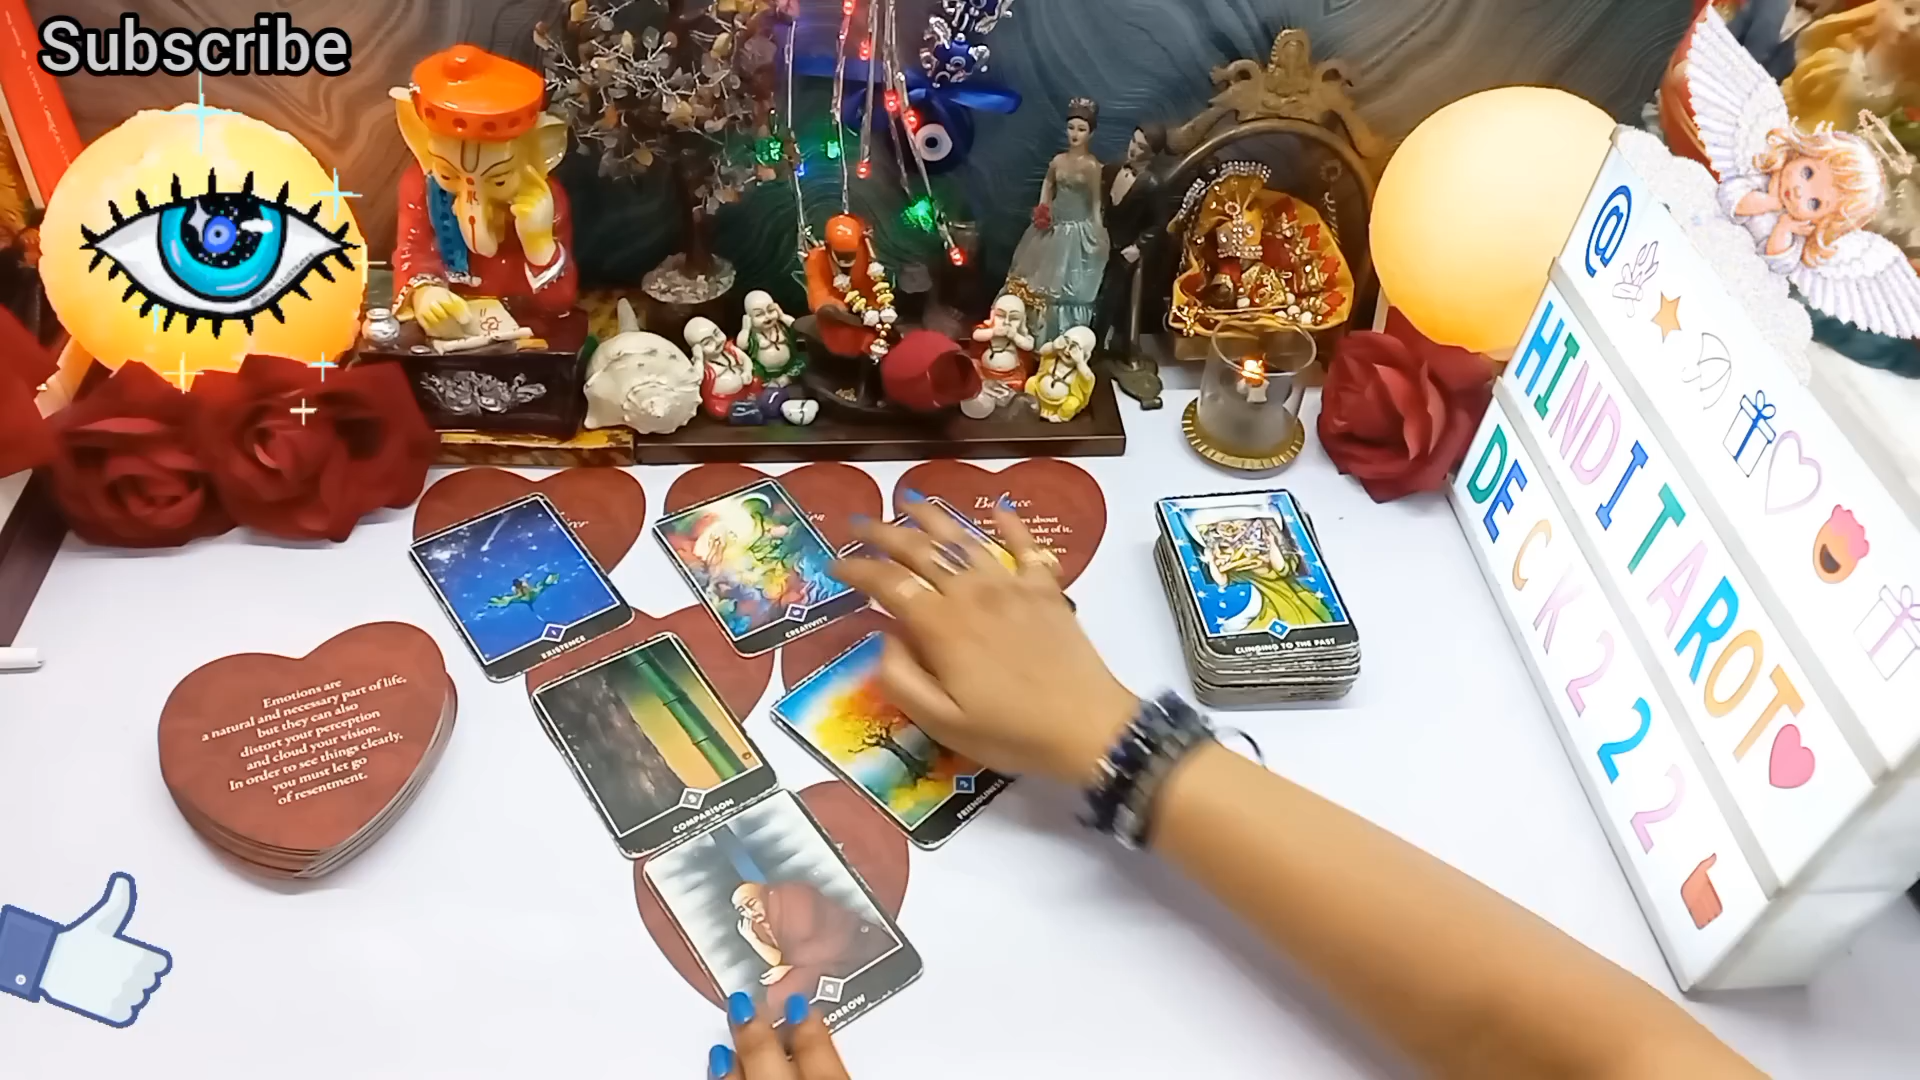 Subscribe
@
HINDI TAROT
DECK 222
Balance
EXISTENCE
CREATIVITY
CLINGING TO THE PAST
Emotions are
a natural and necessary part of life,
but they can also
distort your perception
and cloud your vision.
In order to see things clearly,
you must let go
of resentment.
COMPARISON
FRIENDLINESS
SORROW